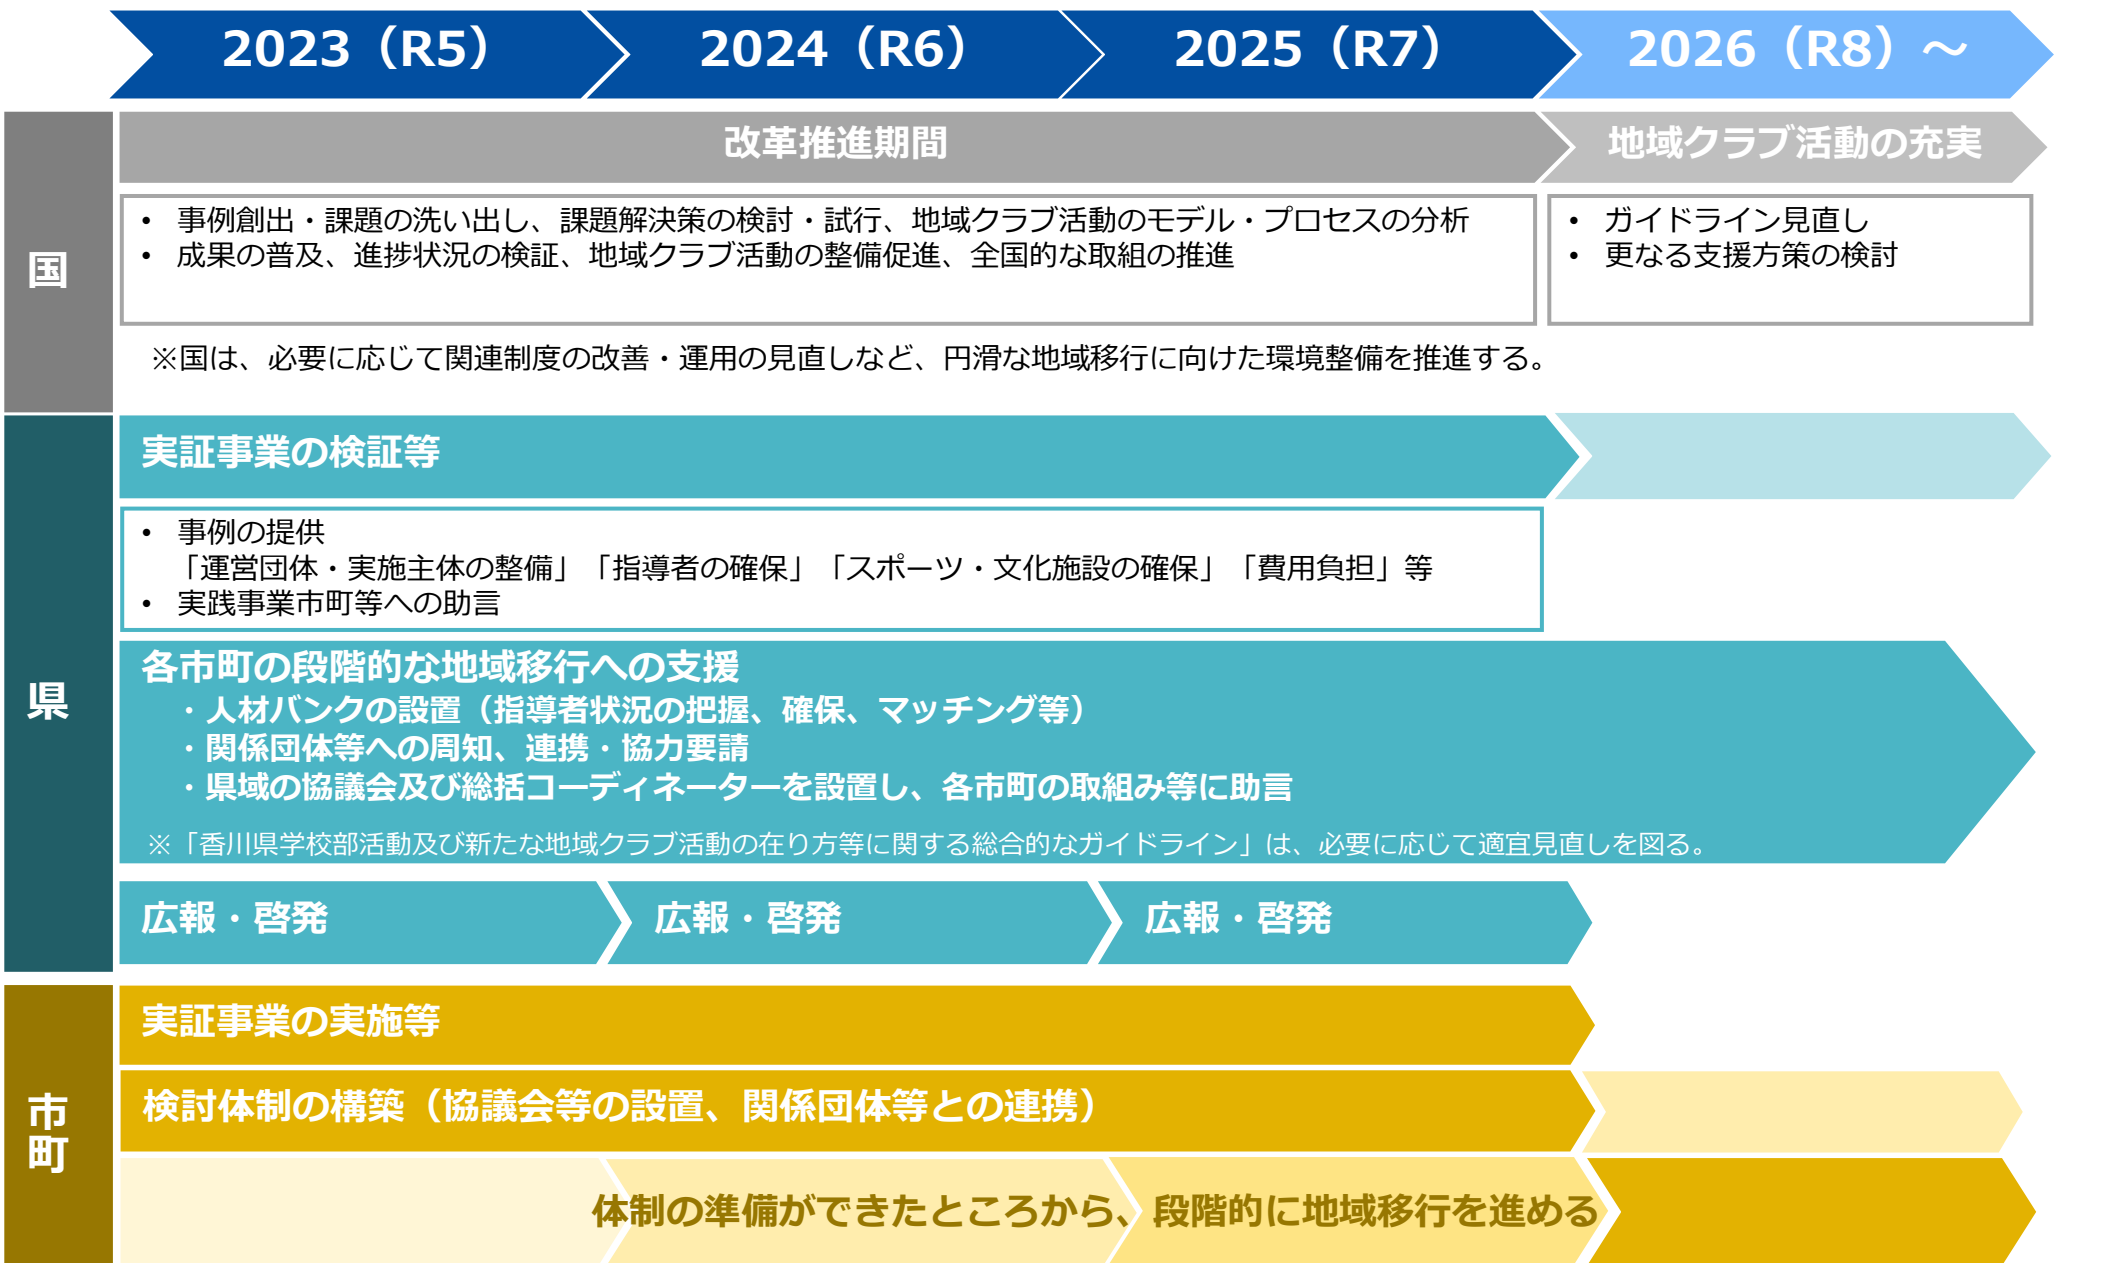 2023（R5）
2024（R6）
2025（R7）
2026（R8）～
国
改革推進期間
地域クラブ活動の充実
• 事例創出・課題の洗い出し、課題解決策の検討・試行、地域クラブ活動のモデル・プロセスの分析
• 成果の普及、進捗状況の検証、地域クラブ活動の整備促進、全国的な取組の推進
• ガイドライン見直し
• 更なる支援方策の検討
※国は、必要に応じて関連制度の改善・運用の見直しなど、円滑な地域移行に向けた環境整備を推進する。
県
実証事業の検証等
• 事例の提供
「運営団体・実施主体の整備」「指導者の確保」「スポーツ・文化施設の確保」「費用負担」等
• 実践事業市町等への助言
各市町の段階的な地域移行への支援
・人材バンクの設置（指導者状況の把握、確保、マッチング等）
・関係団体等への周知、連携・協力要請
・県域の協議会及び総括コーディネーターを設置し、各市町の取組み等に助言
※「香川県学校部活動及び新たな地域クラブ活動の在り方等に関する総合的なガイドライン」は、必要に応じて適宜見直しを図る。
広報・啓発
広報・啓発
広報・啓発
市町
実証事業の実施等
検討体制の構築（協議会等の設置、関係団体等との連携）
体制の準備ができたところから、段階的に地域移行を進める